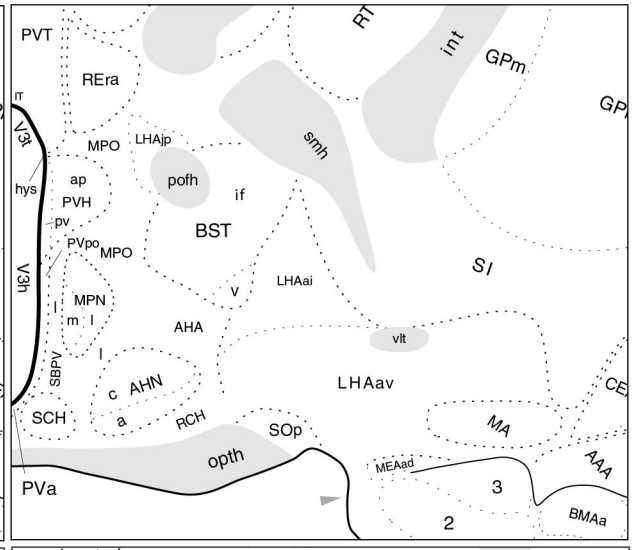 PVT
RT
int
GPm
REra
IT
V3t
MPO
LHAjp
smh
hys
ap
PVH
pofh
if
pv
BST
PVpo
MPO
SI
V3h
LHAai
MPN
v
l
m
l
AHA
vlt
l
SBPV
LHAav
c
AHN
CEA
a
SCH
RCH
SOp
MA
opth
MEAad
AAA
PVa
3
BMAa
2